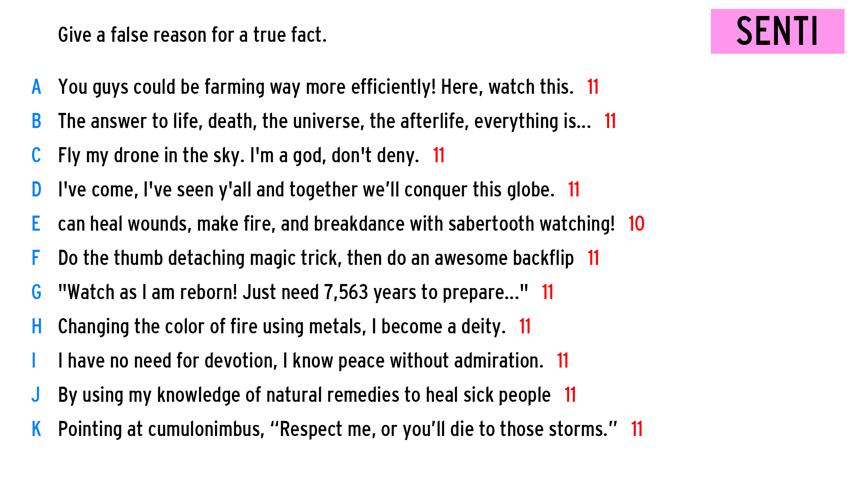 Give a false reason for a true fact.
SENTI
A You guys could be farming way more efficiently! Here, watch this. 11
B The answer to life, death, the universe, the afterlife, everything is... 11
C Fly my drone in the sky. I'm a god, don't deny. 11
D I've come, I've seen y'all and together we’ll conquer this globe. 11
E can heal wounds, make fire, and breakdance with sabertooth watching! 10
F Do the thumb detaching magic trick, then do an awesome backflip 11
G "Watch as I am reborn! Just need 7,563 years to prepare..." 11
H Changing the color of fire using metals, I become a deity. 11
I I have no need for devotion, I know peace without admiration. 11
J By using my knowledge of natural remedies to heal sick people 11
K Pointing at cumulonimbus, “Respect me, or you’ll die to those storms.” 11